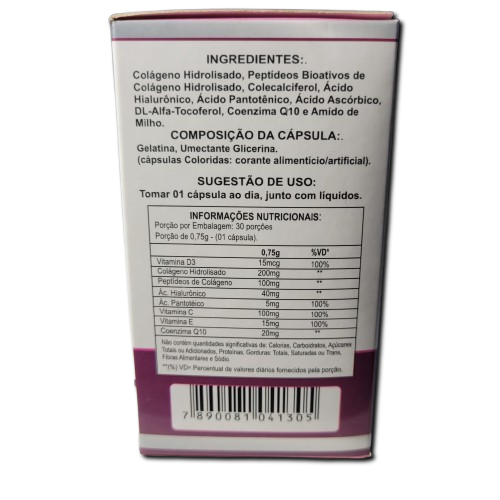 INGREDIENTES:.
Colágeno Hidrolisado, Peptídeos Bioativos de
Colágeno Hidrolisado, Colecalciferol, Ácido
Hialurônico, Ácido Pantotênico, Ácido Ascórbico,
DL-Alfa-Tocoferol, Coenzima Q10 e Amido de
Milho.
COMPOSIÇÃO DA CÁPSULA:.
Gelatina, Umectante Glicerina.
(cápsulas Coloridas: corante alimentício/artificial).
SUGESTÃO DE USO:
Tomar 01 cápsula ao dia, junto com líquidos.
INFORMAÇÕES NUTRICIONAIS:
Porção por Embalagem: 30 porções
Porção de 0,75g - (01 cápsula).
0,75g %VD*
Vitamina D3 15mcg 100%
Colágeno Hidrolisado 200mg **
Peptídeos de Colágeno 100mg **
Ác. Hialurônico 40mg **
Ác. Pantotéico 5mg 100%
Vitamina C 100mg 100%
Vitamina E 15mg 100%
Coenzima Q10 20mg **
Não contém quantidades significativas de: Calorias, Carboidratos, Açúcares
Totais ou Adicionados, Proteínas, Gorduras: Totais, Saturadas ou Trans,
Fibras Alimentares e Sódio.
**(%) VD= Percentual de valores diários fornecidos pela porção.
7 890081 041305